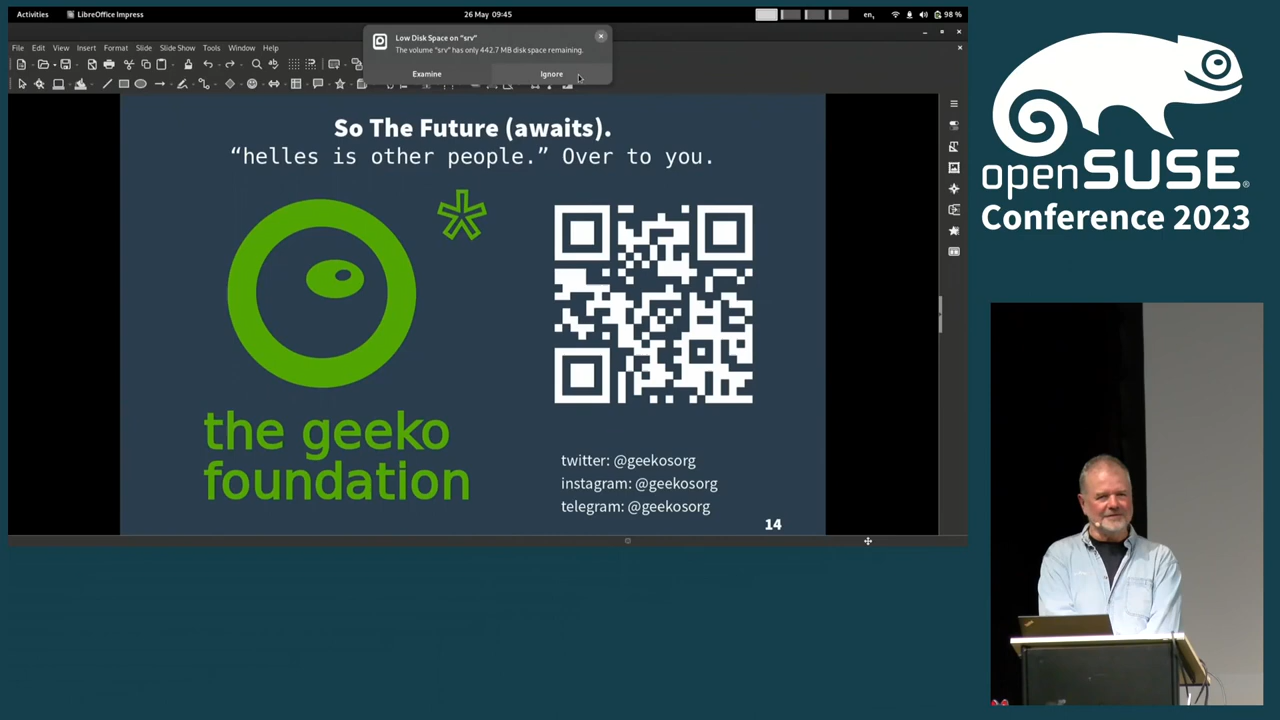 Activities
LibreOffice Impress
26 May 09:45
en,
98 %
Low Disk Space on "srv"
The volume "srv" has only 442.7 MB disk space remaining.
Examine
Ignore
File Edit View Insert Format Slide Slide Show Tools Window Help
So The Future (awaits).
“helles is other people.” Over to you.
*
the geeko
foundation
twitter: @geekosorg
instagram: @geekosorg
telegram: @geekosorg
14
openSUSE®
Conference 2023